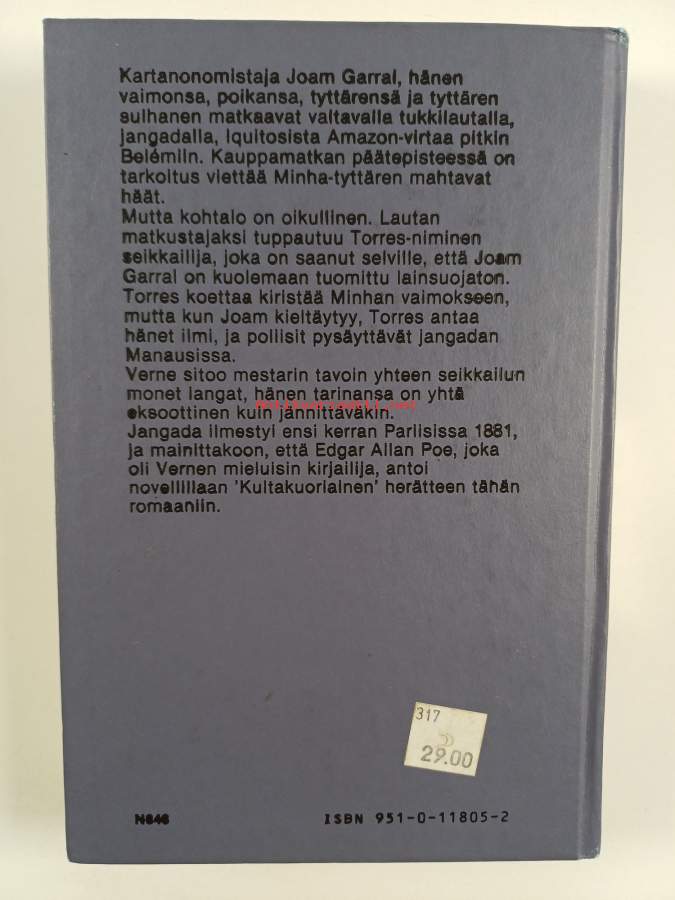 Kartanonomistaja Joam Garral, hänen
vaimonsa, poikansa, tyttärensä ja tyttären
sulhanen matkaavat valtavalla tukkilautalla,
jangadalla, Iquitosista Amazon-virtaa pitkin
Belémiin. Kauppamatkan päätepisteessä on
tarkoitus viettää Minha-tyttären mahtavat
häät.
Mutta kohtalo on oikullinen. Lautan
matkustajaksi tuppautuu Torres-niminen
seikkailija, joka on saanut selville, että Joam
Garral on kuolemaan tuomittu lainsuojaton.
Torres koettaa kiristää Minhan vaimokseen,
mutta kun Joam kieltäytyy, Torres antaa
hänet ilmi, ja poliisit pysäyttävät jangadan
Manausissa.
Verne sitoo mestarin tavoin yhteen seikkailun
monet langat, hänen tarinansa on yhtä
eksoottinen kuin jännittäväkin.
Jangada ilmestyi ensi kerran Pariisissa 1881,
ja mainittakoon, että Edgar Allan Poe, joka
oli Vernen mieluisin kirjailija, antoi
novellillaan 'Kultakuoriainen' herätteen tähän
romaaniin.
317
29.00
N846
ISBN 951-0-11805-2